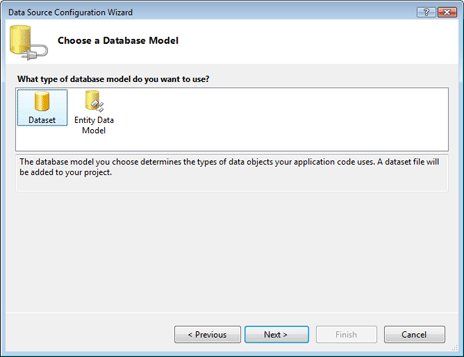 Data Source Configuration Wizard
Choose a Database Model
What type of database model do you want to use?
Dataset
Entity Data
Model
The database model you choose determines the types of data objects your application code uses. A dataset file will
be added to your project.
< Previous
Next >
Finish
Cancel